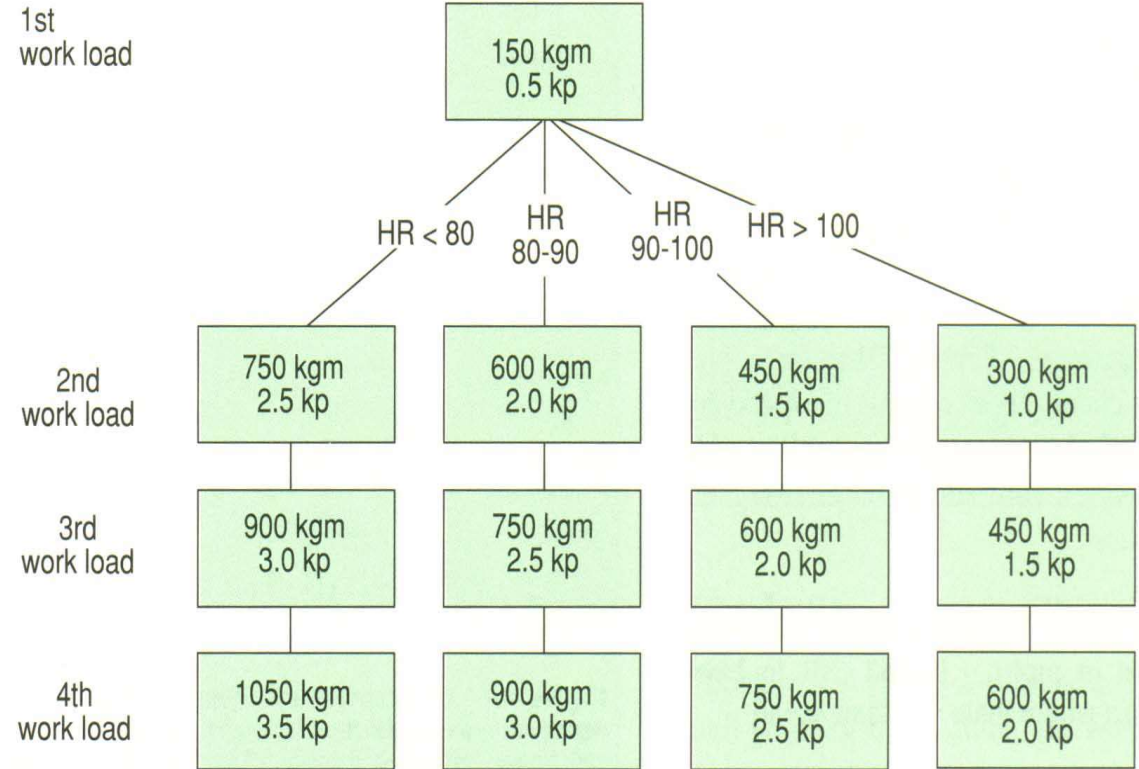 1st
work load
150 kgm
0.5 kp
HR < 80
HR
80-90
HR
90-100
HR > 100
2nd
work load
750 kgm
2.5 kp
600 kgm
2.0 kp
450 kgm
1.5 kp
300 kgm
1.0 kp
3rd
work load
900 kgm
3.0 kp
750 kgm
2.5 kp
600 kgm
2.0 kp
450 kgm
1.5 kp
4th
work load
1050 kgm
3.5 kp
900 kgm
3.0 kp
750 kgm
2.5 kp
600 kgm
2.0 kp